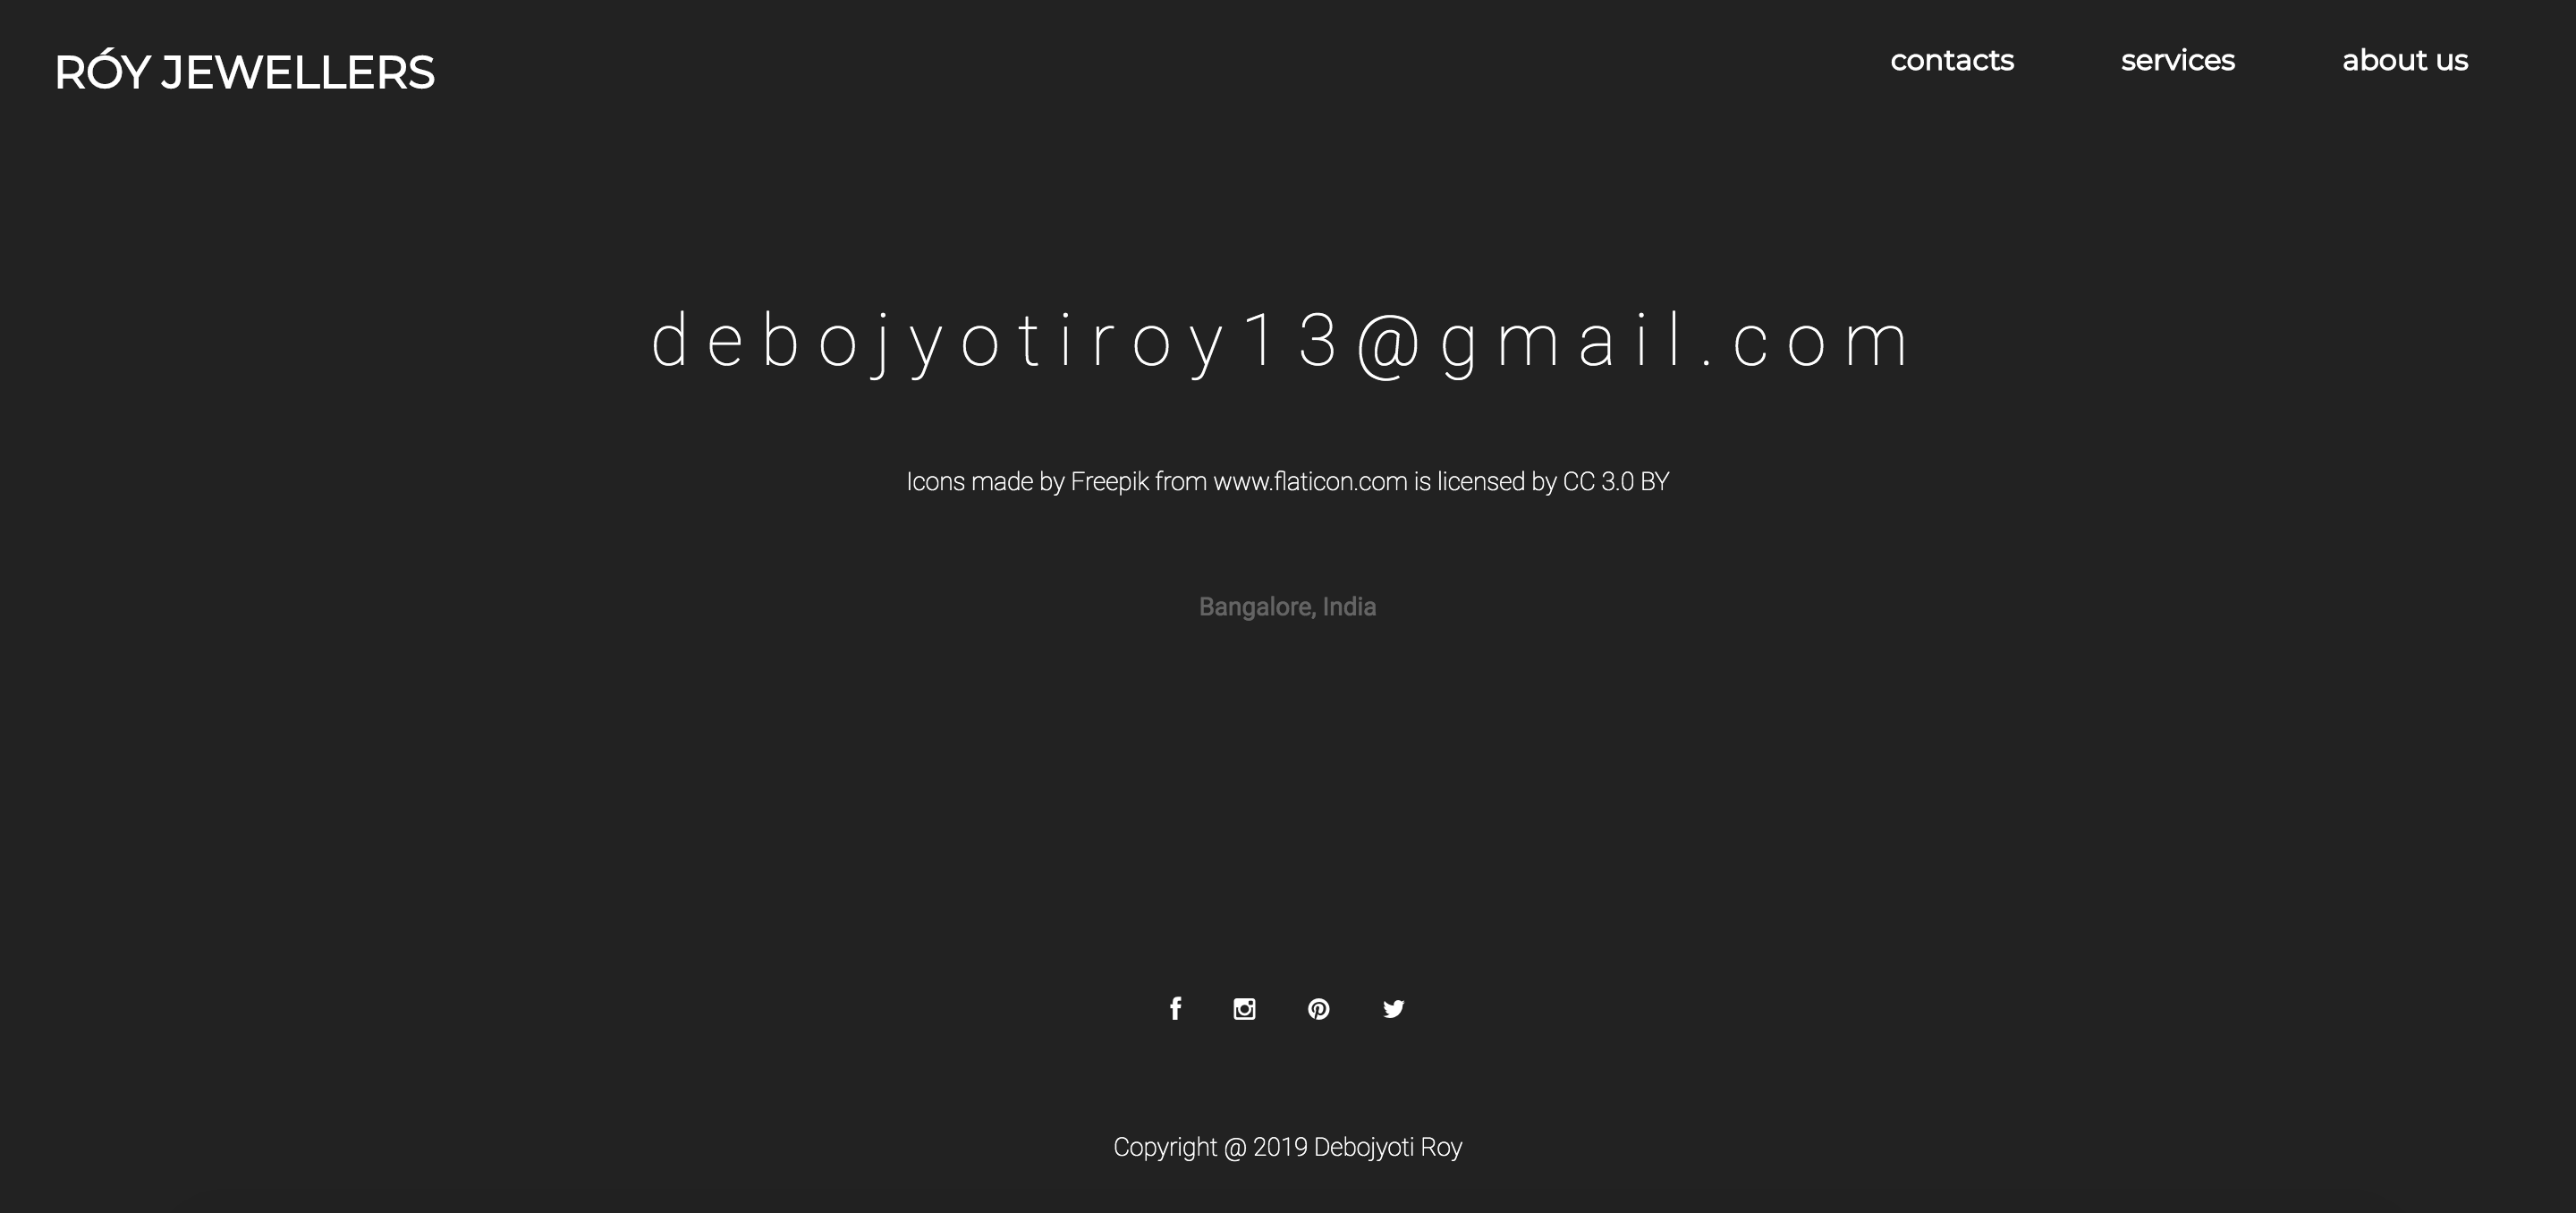 RÓY JEWELLERS
contacts services about us
debojyotiroy13@gmail.com
Icons made by Freepik from www.flaticon.com is licensed by CC 3.0 BY
Bangalore, India
Copyright @ 2019 Debojyoti Roy